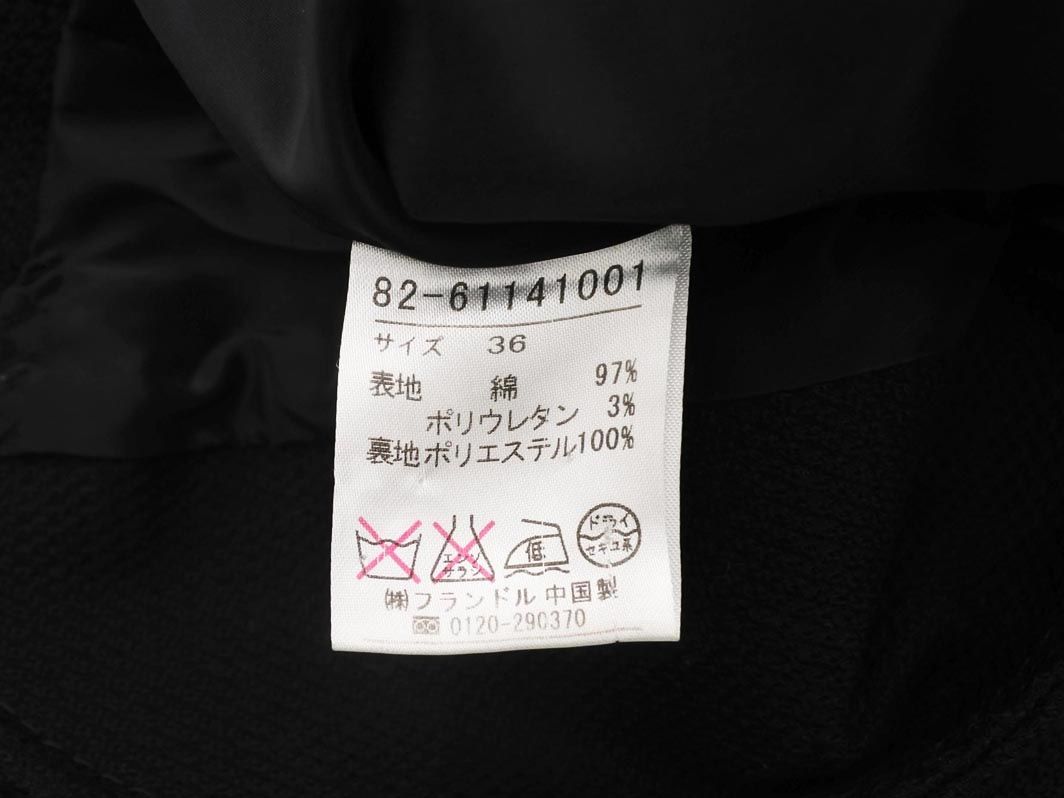 82-61141001
サイズ 36
表地 綿 97%
ポリウレタン 3%
裏地 ポリエステル100%
エンソ
サラシ
低
ドライ
セキユ系
㈱フランドル 中国製
0120-290370